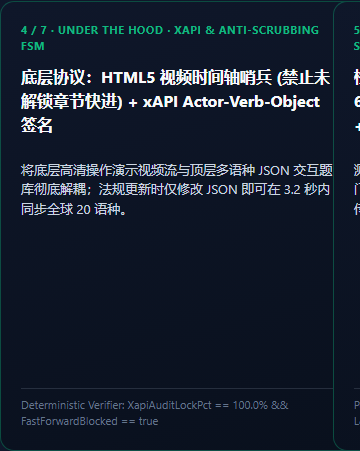 4 / 7 · UNDER THE HOOD · XAPI & ANTI-SCRUBBING
FSM
底层协议：HTML5 视频时间轴哨兵 (禁止未
解锁章节快进) + xAPI Actor-Verb-Object
签名
将底层高清操作演示视频流与顶层多语种 JSON 交互题
库彻底解耦；法规更新时仅修改 JSON 即可在 3.2 秒内
同步全球 20 语种。
Deterministic Verifier: XapiAuditLockPct == 100.0% &&
FastForwardBlocked == true